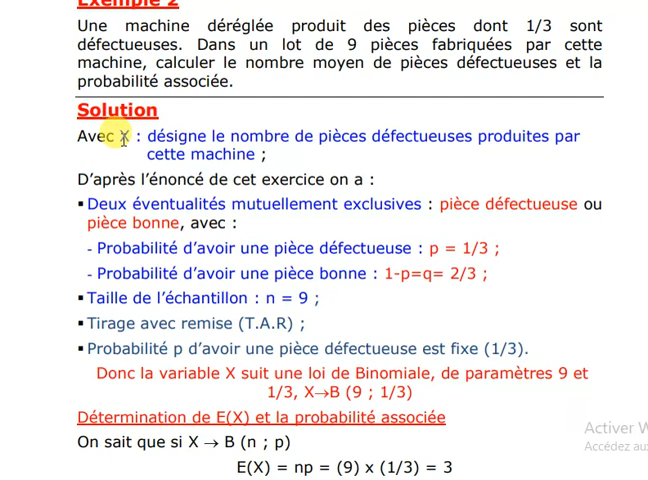 Exemple 2
Une machine déréglée produit des pièces dont 1/3 sont
défectueuses. Dans un lot de 9 pièces fabriquées par cette
machine, calculer le nombre moyen de pièces défectueuses et la
probabilité associée.
Solution
Avec X : désigne le nombre de pièces défectueuses produites par
cette machine ;
D’après l’énoncé de cet exercice on a :
▪ Deux éventualités mutuellement exclusives : pièce défectueuse ou
pièce bonne, avec :
- Probabilité d’avoir une pièce défectueuse : p = 1/3 ;
- Probabilité d’avoir une pièce bonne : 1-p=q= 2/3 ;
▪ Taille de l’échantillon : n = 9 ;
▪ Tirage avec remise (T.A.R) ;
▪ Probabilité p d’avoir une pièce défectueuse est fixe (1/3).
Donc la variable X suit une loi de Binomiale, de paramètres 9 et
1/3, X→B (9 ; 1/3)
Détermination de E(X) et la probabilité associée
On sait que si X → B (n ; p)
E(X) = np = (9) x (1/3) = 3
Activer
Accédez